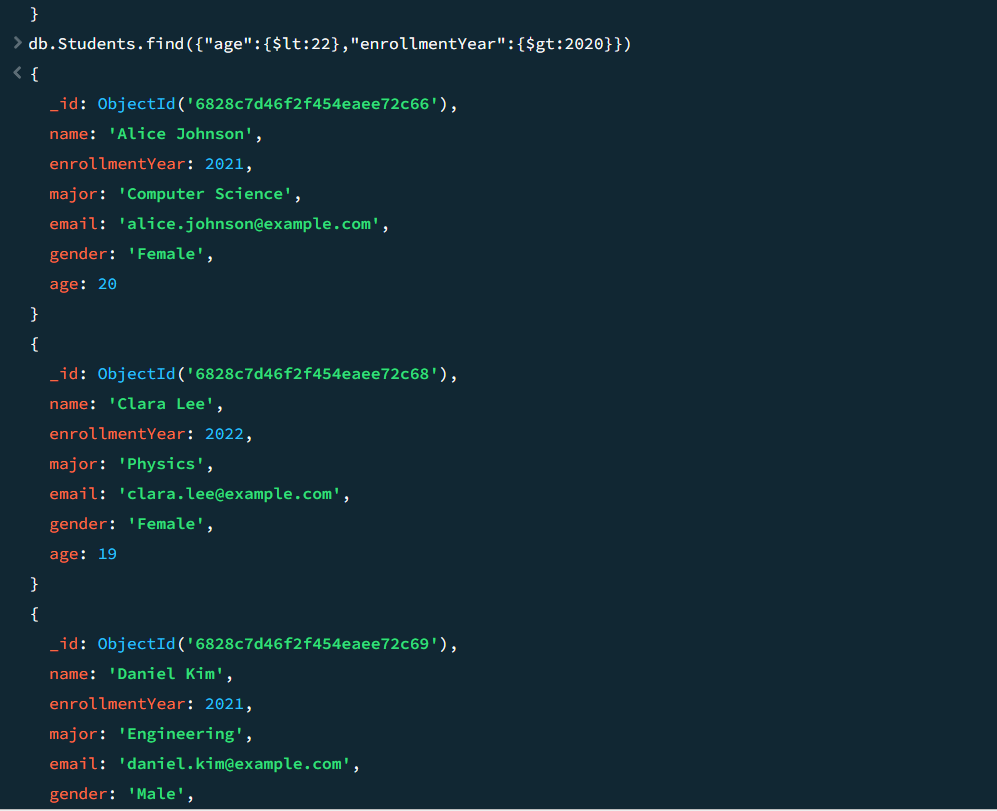 }
> db.Students.find({"age":{$lt:22},"enrollmentYear":{$gt:2020}})
< {
_id: ObjectId('6828c7d46f2f454eaee72c66'),
name: 'Alice Johnson',
enrollmentYear: 2021,
major: 'Computer Science',
email: 'alice.johnson@example.com',
gender: 'Female',
age: 20
}
{
_id: ObjectId('6828c7d46f2f454eaee72c68'),
name: 'Clara Lee',
enrollmentYear: 2022,
major: 'Physics',
email: 'clara.lee@example.com',
gender: 'Female',
age: 19
}
{
_id: ObjectId('6828c7d46f2f454eaee72c69'),
name: 'Daniel Kim',
enrollmentYear: 2021,
major: 'Engineering',
email: 'daniel.kim@example.com',
gender: 'Male',